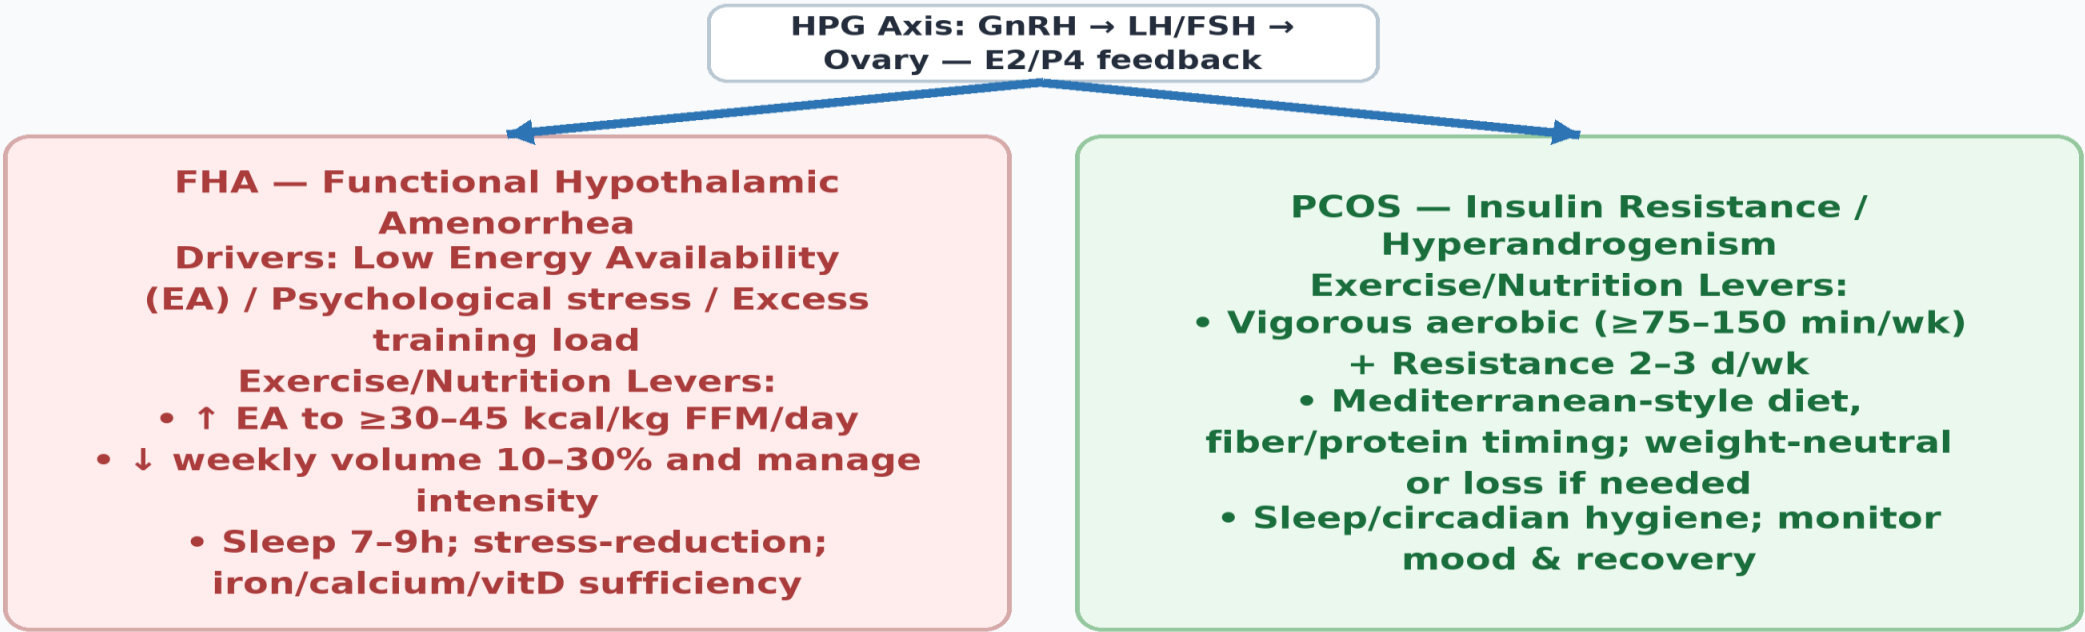 HPG Axis: GnRH → LH/FSH →
Ovary — E2/P4 feedback
FHA — Functional Hypothalamic
Amenorrhea
Drivers: Low Energy Availability
(EA) / Psychological stress / Excess
training load
Exercise/Nutrition Levers:
• ↑ EA to ≥30–45 kcal/kg FFM/day
• ↓ weekly volume 10–30% and manage
intensity
• Sleep 7–9h; stress-reduction;
iron/calcium/vitD sufficiency
PCOS — Insulin Resistance /
Hyperandrogenism
Exercise/Nutrition Levers:
• Vigorous aerobic (≥75–150 min/wk)
+ Resistance 2–3 d/wk
• Mediterranean-style diet,
fiber/protein timing; weight-neutral
or loss if needed
• Sleep/circadian hygiene; monitor
mood & recovery